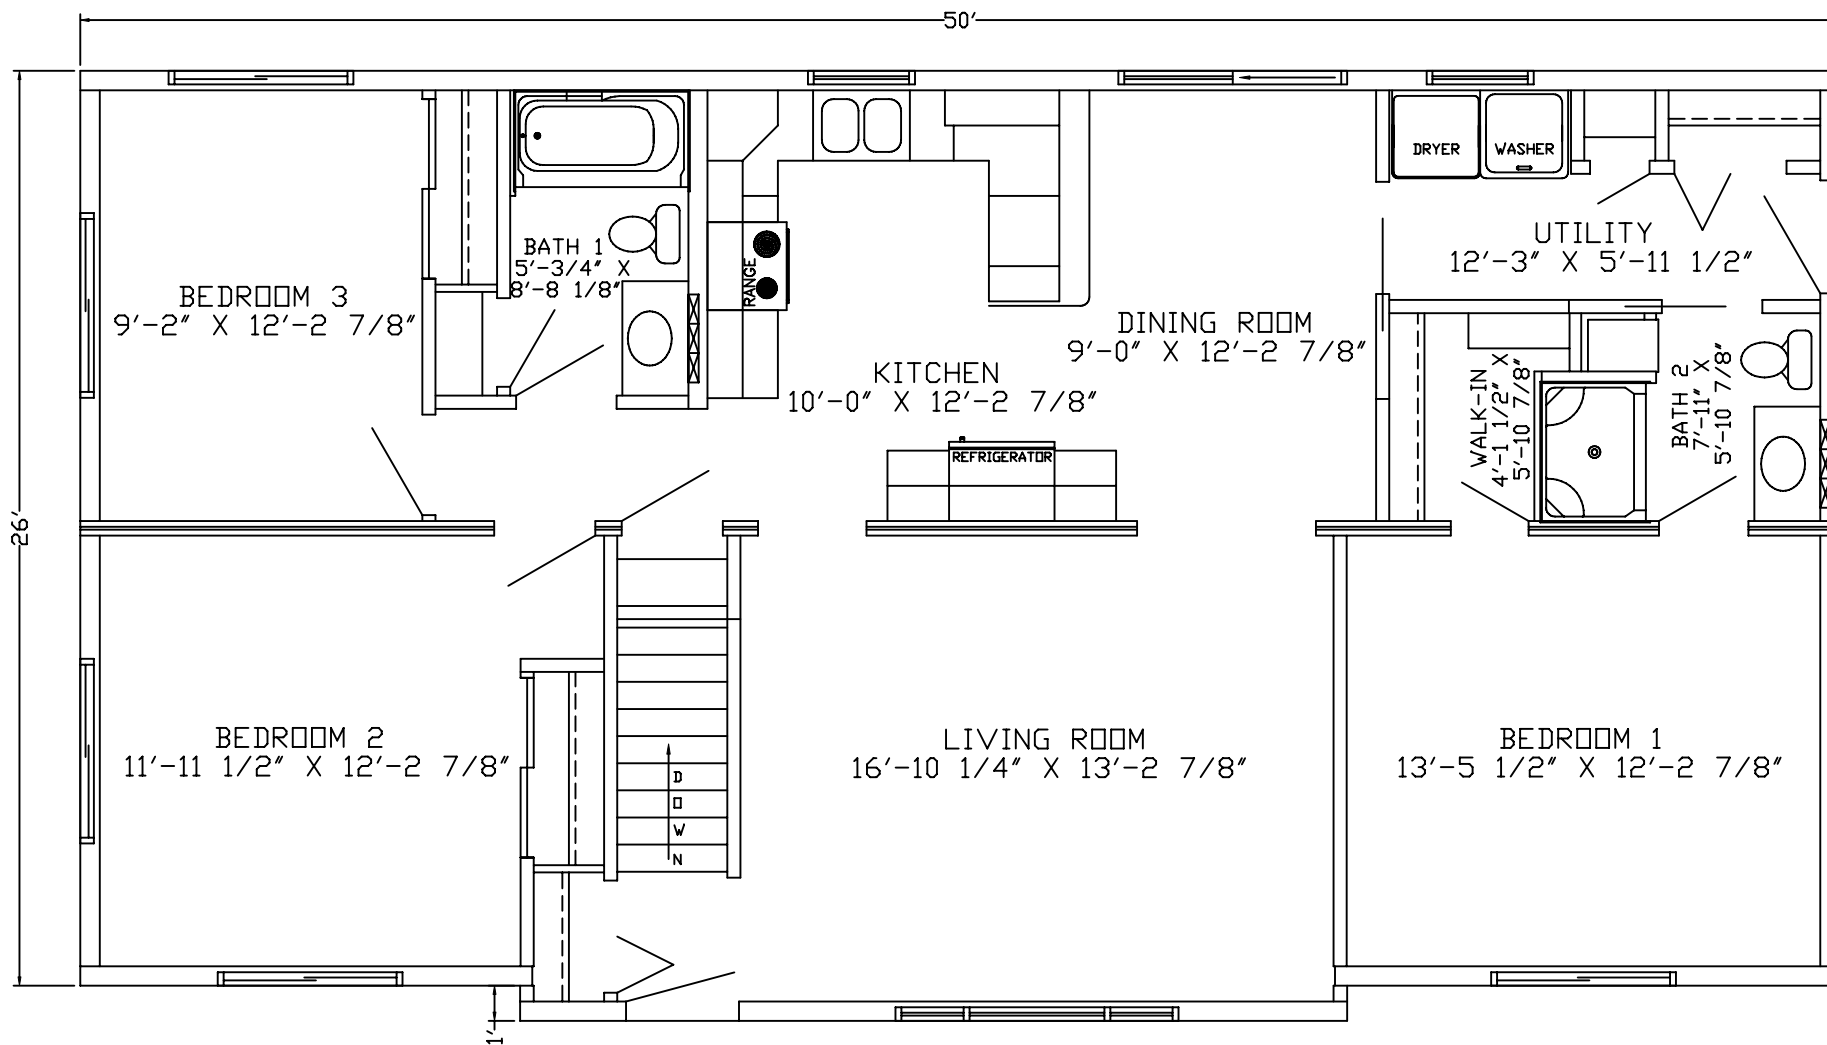 50'
DRYER
WASHER
UTILITY
12'-3" X 5'-11 1/2"
BATH 1
5'-3/4" X
8'-8 1/8"
RANGE
BEDROOM 3
9'-2" X 12'-2 7/8"
DINING ROOM
9'-0" X 12'-2 7/8"
KITCHEN
10'-0" X 12'-2 7/8"
WALK-IN
4'-1 1/2" X
5'-10 7/8"
BATH 2
7'-11" X
5'-10 7/8"
REFRIGERATOR
26'
BEDROOM 2
11'-11 1/2" X 12'-2 7/8"
DOWN
LIVING ROOM
16'-10 1/4" X 13'-2 7/8"
BEDROOM 1
13'-5 1/2" X 12'-2 7/8"
1'